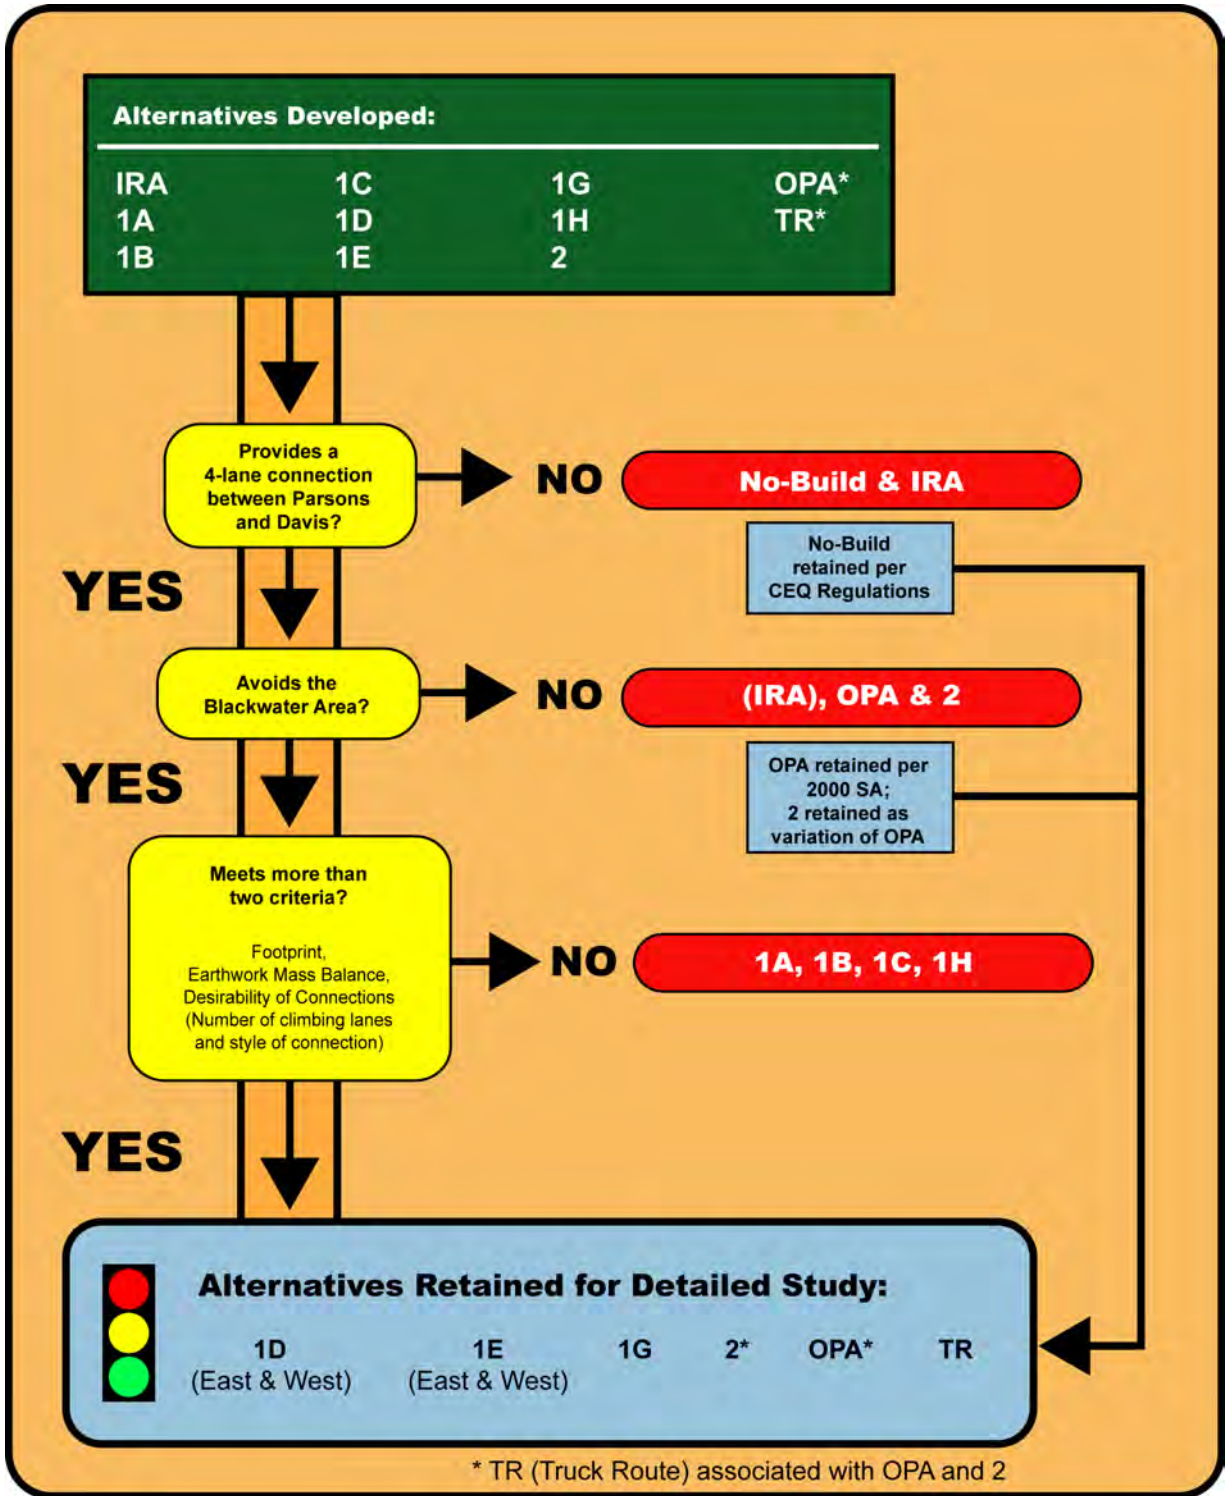 Alternatives Developed:
IRA 1C 1G OPA*
1A 1D 1H TR*
1B 1E 2
Provides a
4-lane connection
between Parsons
and Davis?
NO
No-Build & IRA
No-Build
retained per
CEQ Regulations
YES
Avoids the
Blackwater Area?
NO
(IRA), OPA & 2
OPA retained per
2000 SA;
2 retained as
variation of OPA
YES
Meets more than
two criteria?
Footprint,
Earthwork Mass Balance,
Desirability of Connections
(Number of climbing lanes
and style of connection)
NO
1A, 1B, 1C, 1H
YES
Alternatives Retained for Detailed Study:
1D 1E 1G 2* OPA* TR
(East & West) (East & West)
* TR (Truck Route) associated with OPA and 2